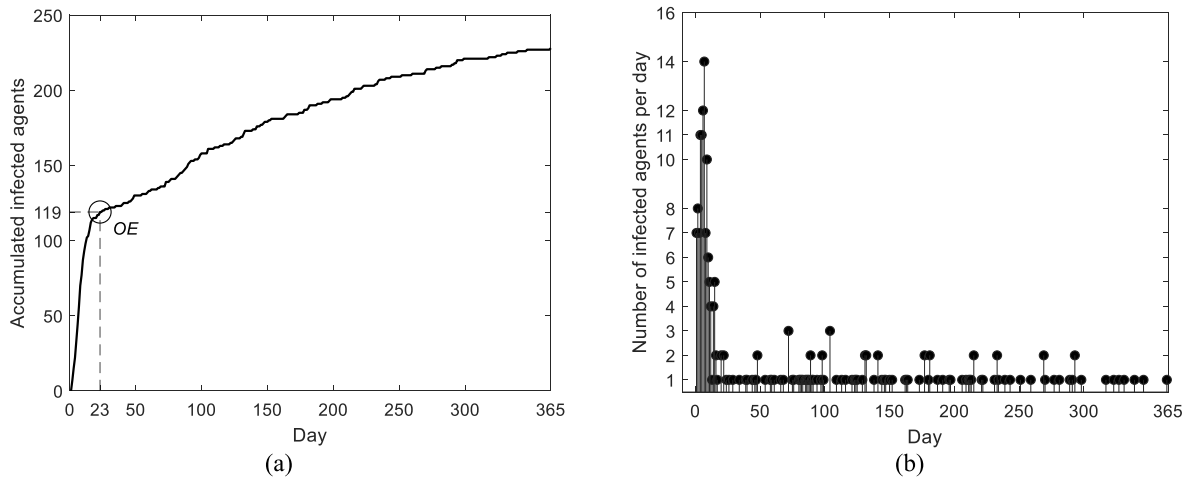 250
200
150
119
100
50
0
Accumulated infected agents
OE
0 23 50 100 150 200 250 300 365
Day
(a)
16
14
12
11
10
8
7
6
5
4
3
2
1
Number of infected agents per day
0 50 100 150 200 250 300 365
Day
(b)